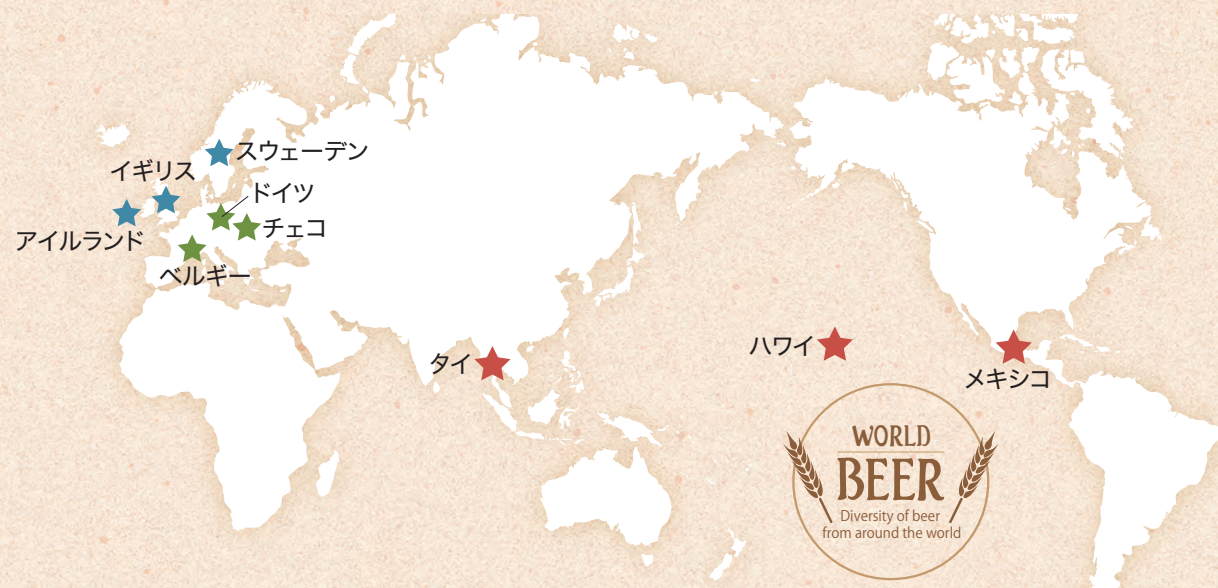 スウェーデン
イギリス
ドイツ
アイルランド
チェコ
ベルギー
タイ
ハワイ
メキシコ
WORLD
BEER
Diversity of beer
from around the world